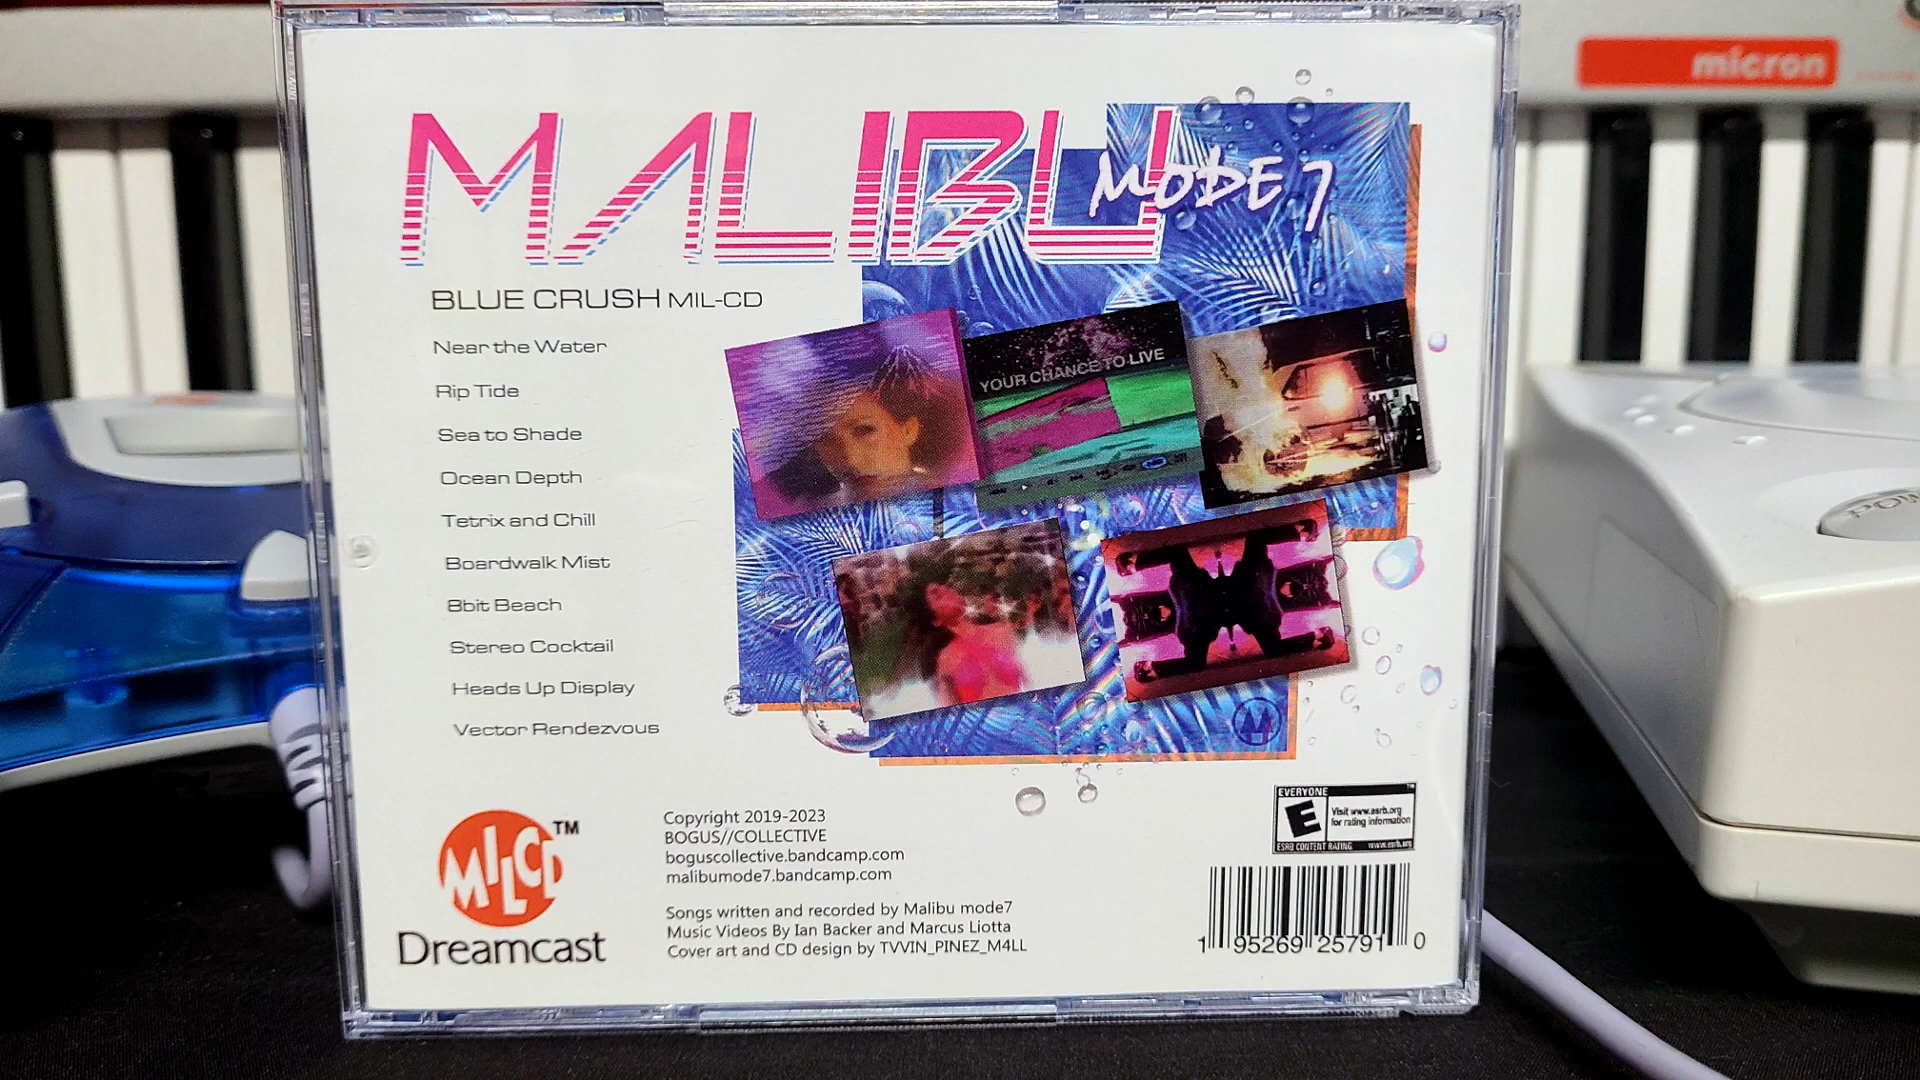 micron
MALIBU
MODE 7
BLUE CRUSH MIL-CD
Near the Water
Rip Tide
Sea to Shade
Ocean Depth
Tetrix and Chill
Boardwalk Mist
8bit Beach
Stereo Cocktail
Heads Up Display
Vector Rendezvous
YOUR CHANCE TO LIVE
MIL-CD™
Dreamcast
Copyright 2019-2023
BOGUS//COLLECTIVE
boguscollective.bandcamp.com
malibumode7.bandcamp.com
Songs written and recorded by Malibu mode7
Music Videos By Ian Backer and Marcus Liotta
Cover art and CD design by TVVIN_PINEZ_M4LL
EVERYONE ™
E
Visit www.esrb.org
for rating information
ESRB CONTENT RATING www.esrb.org
1 95269 25791 0
POW